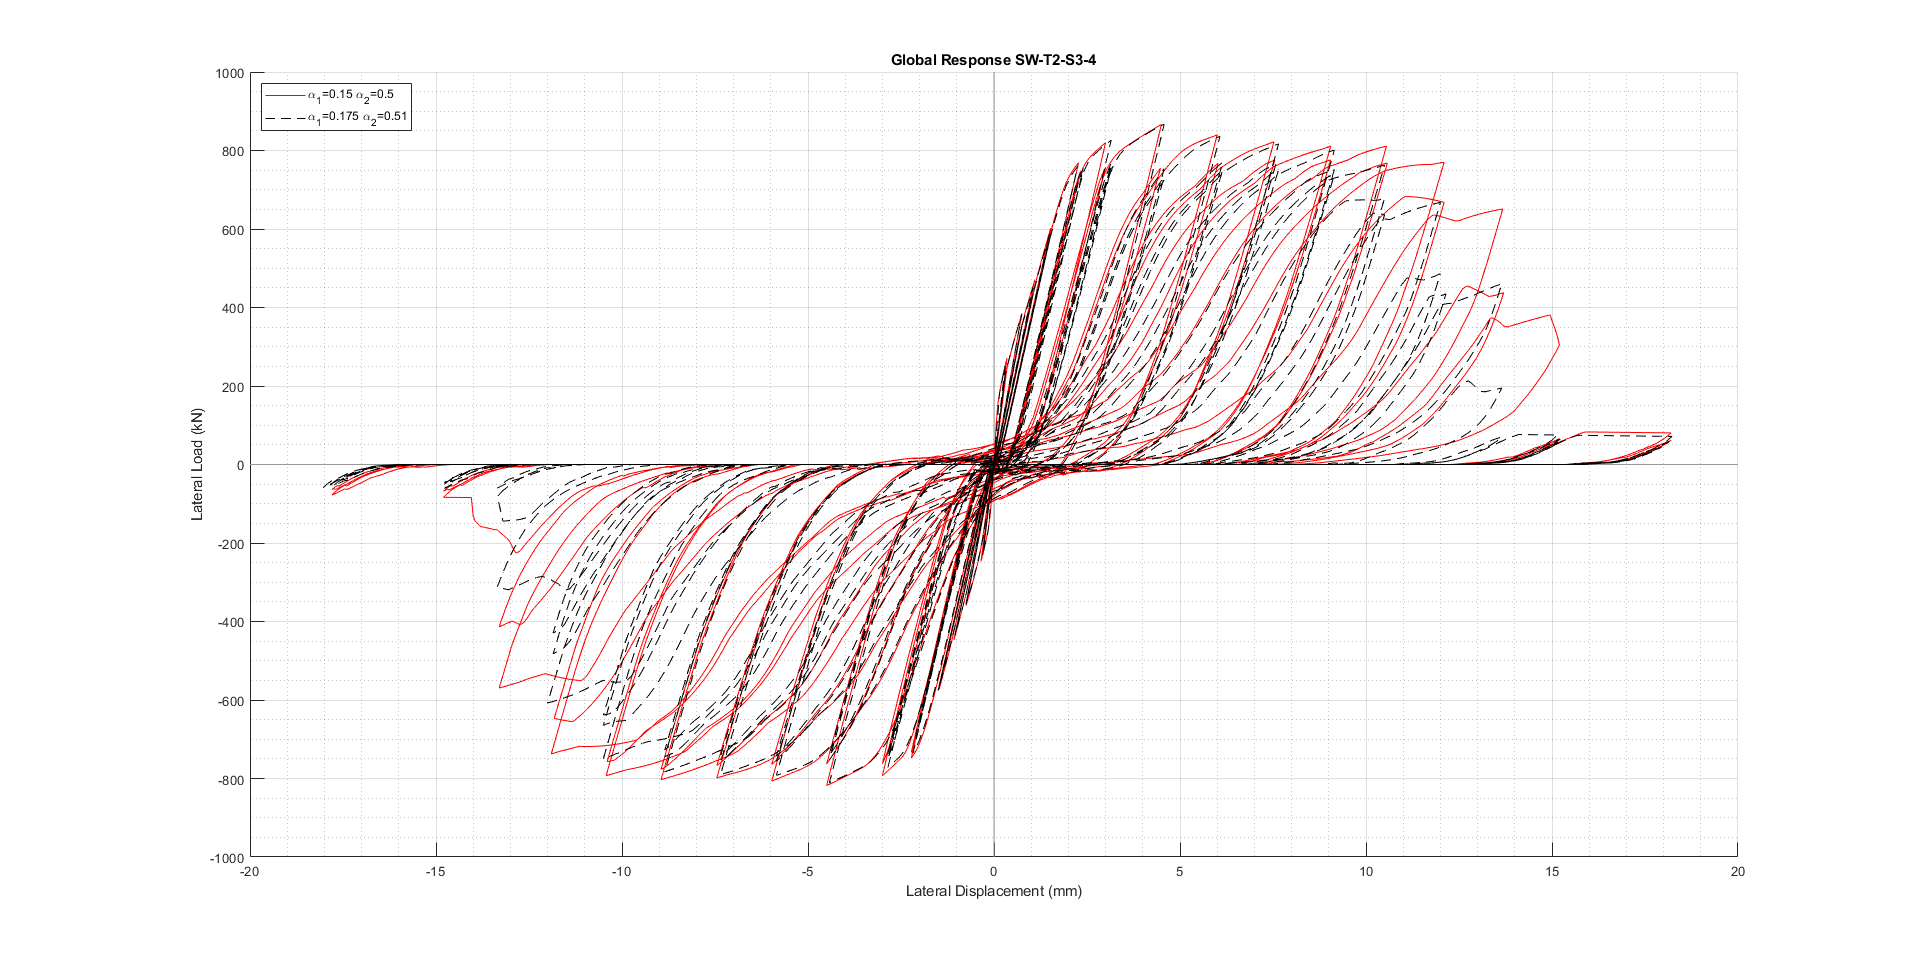 Global Response SW-T2-S3-4
α1=0.15 α2=0.5
α1=0.175 α2=0.51
1000
800
600
400
200
0
-200
-400
-600
-800
-1000
Lateral Load (kN)
-20 -15 -10 -5 0 5 10 15 20
Lateral Displacement (mm)